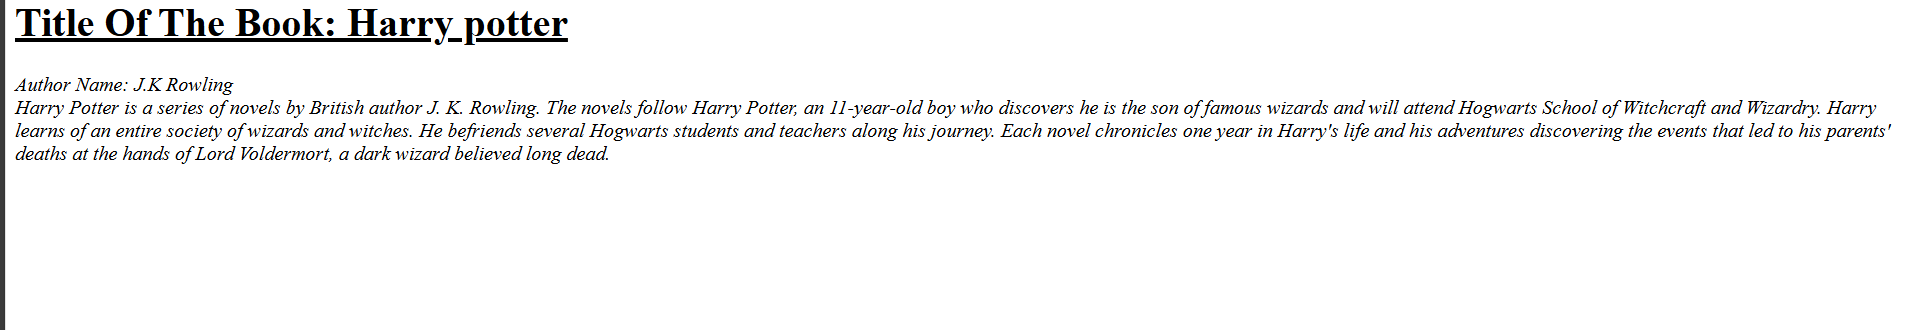 Title Of The Book: Harry potter
Author Name: J.K Rowling
Harry Potter is a series of novels by British author J. K. Rowling. The novels follow Harry Potter, an 11-year-old boy who discovers he is the son of famous wizards and will attend Hogwarts School of Witchcraft and Wizardry. Harry
learns of an entire society of wizards and witches. He befriends several Hogwarts students and teachers along his journey. Each novel chronicles one year in Harry's life and his adventures discovering the events that led to his parents'
deaths at the hands of Lord Voldermort, a dark wizard believed long dead.